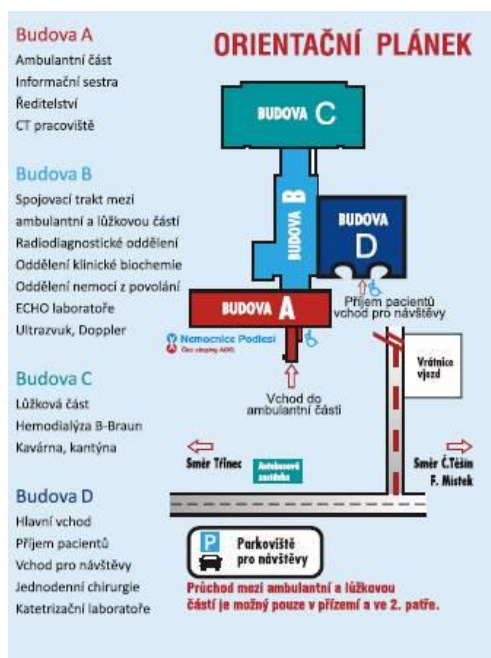 Budova A
Ambulantní část
Informační sestra
Ředitelství
CT pracoviště
Budova B
Spojovací trakt mezi
ambulantní a lůžkovou částí
Radiodiagnostické oddělení
Oddělení klinické biochemie
Oddělení nemocí z povolání
ECHO laboratoře
Ultrazvuk, Doppler
Budova C
Lůžková část
Hemodialýza B-Braun
Kavárna, kantýna
Budova D
Hlavní vchod
Příjem pacientů
Vchod pro návštěvy
Jednodenní chirurgie
Katetrizační laboratoře
ORIENTAČNÍ PLÁNEK
BUDOVA C
BUDOVA B
BUDOVA
D
BUDOVA A
Příjem pacientů
vchod pro návštěvy
Nemocnice Podlesí
Člen skupiny AGEL
Vrátnice
vjezd
Vchod do
ambulantní části
Směr Třinec
Autobusová
zastávka
Směr Č.Těšín
F. Místek
P
Parkoviště
pro návštěvy
Průchod mezi ambulantní a lůžkovou
částí je možný pouze v přízemí a ve 2. patře.